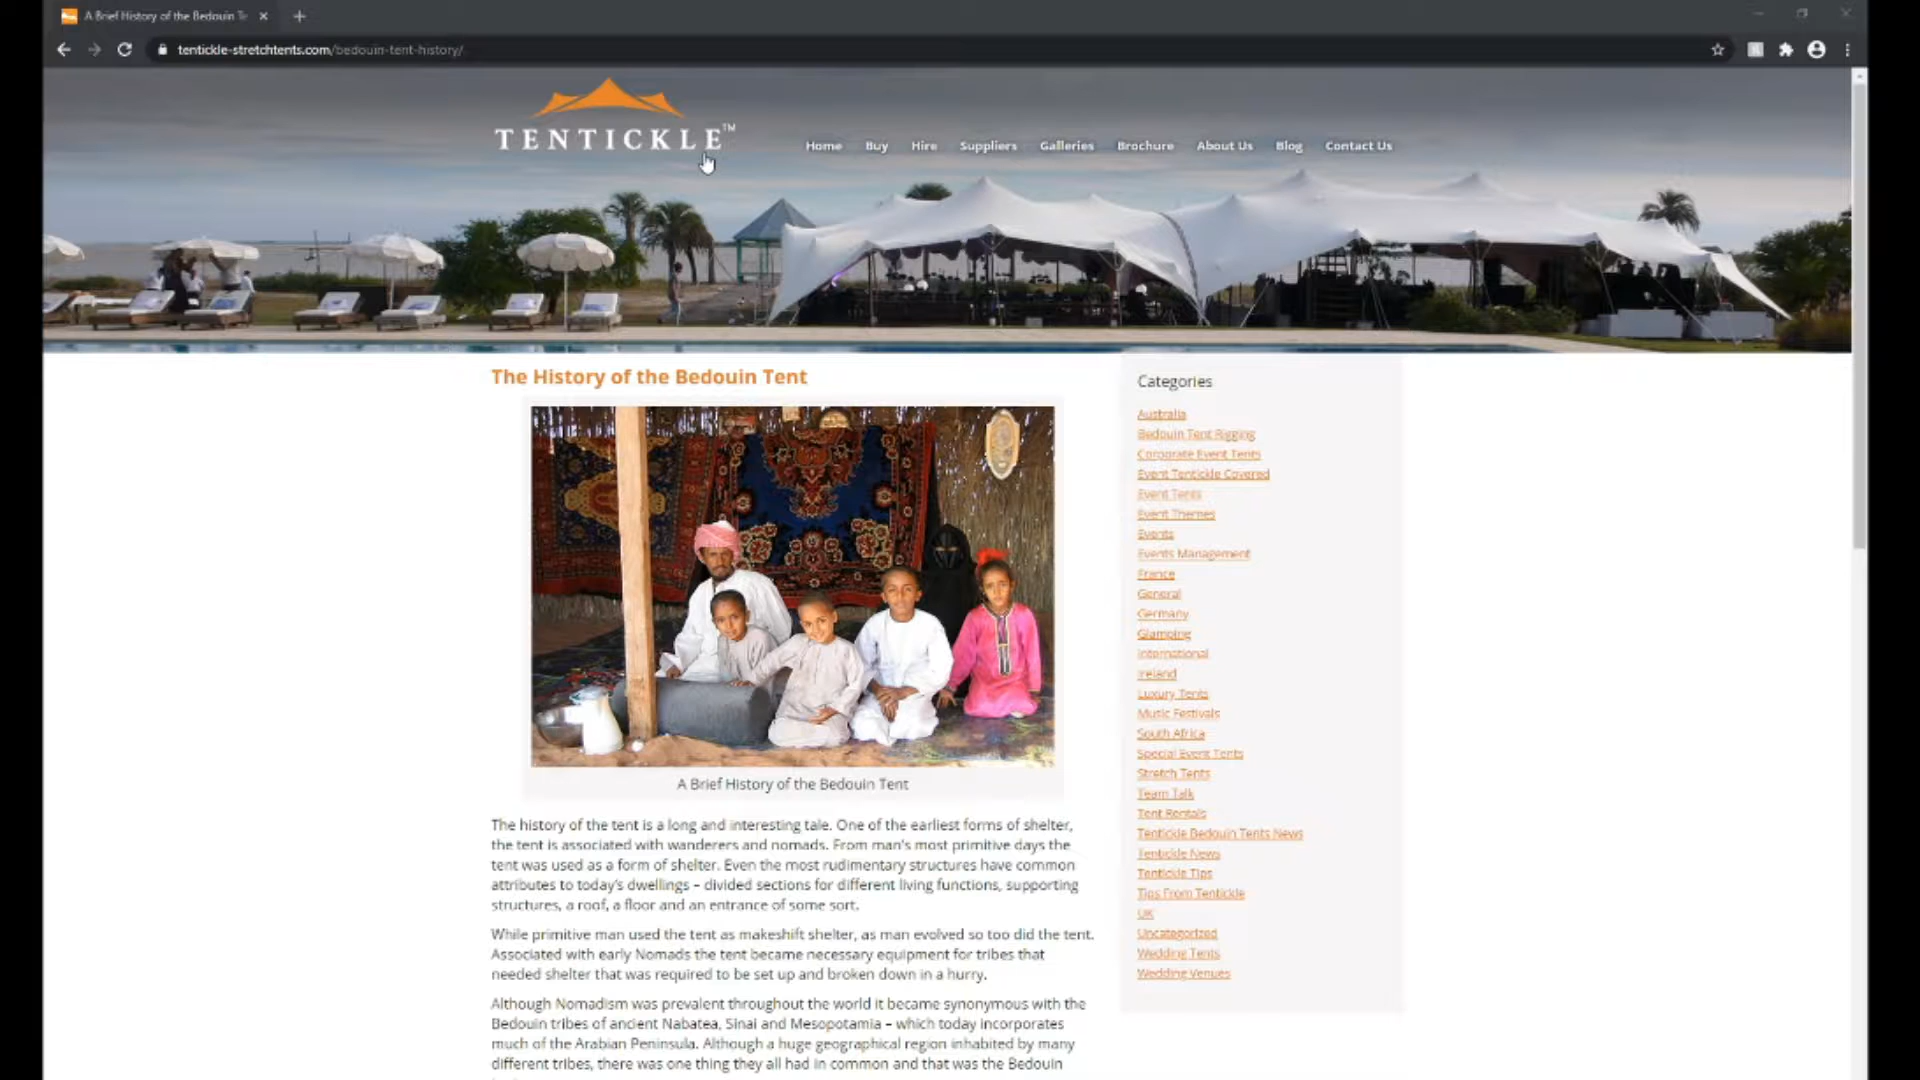 A Brief History of the Bedouin Te
tentickle-stretchtents.com/bedouin-tent-history/
TENTICKLE™
Home Buy Hire Suppliers Galleries Brochure About Us Blog Contact Us
The History of the Bedouin Tent
A Brief History of the Bedouin Tent
The history of the tent is a long and interesting tale. One of the earliest forms of shelter,
the tent is associated with wanderers and nomads. From man's most primitive days the
tent was used as a form of shelter. Even the most rudimentary structures have common
attributes to today's dwellings – divided sections for different living functions, supporting
structures, a roof, a floor and an entrance of some sort.
While primitive man used the tent as makeshift shelter, as man evolved so too did the tent.
Associated with early Nomads the tent became necessary equipment for tribes that
needed shelter that was required to be set up and broken down in a hurry.
Although Nomadism was prevalent throughout the world it became synonymous with the
Bedouin tribes of ancient Nabatea, Sinai and Mesopotamia – which today incorporates
much of the Arabian Peninsula. Although a huge geographical region inhabited by many
different tribes, there was one thing they all had in common and that was the Bedouin
Categories
Australia
Bedouin Tent Rigging
Corporate Event Tents
Event Tentickle Covered
Event Tents
Event Themes
Events
Events Management
France
General
Germany
Glamping
International
Ireland
Luxury Tents
Music Festivals
South Africa
Special Event Tents
Stretch Tents
Team Talk
Tent Rentals
Tentickle Bedouin Tents News
Tentickle News
Tentickle Tips
Tips From Tentickle
UK
Uncategorized
Wedding Tents
Wedding Venues